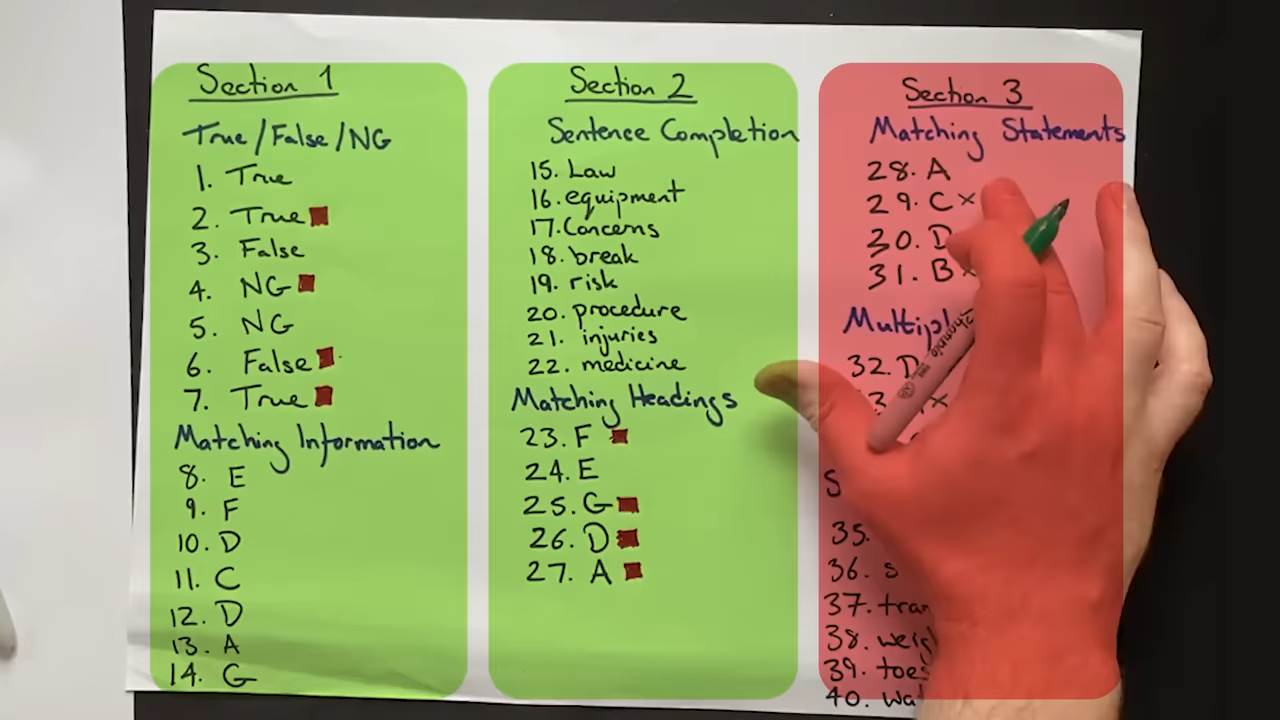 Section 1
True/False/NG
1. True
2. True
3. False
4. NG
5. NG
6. False
7. True
Matching Information
8. E
9. F
10. D
11. C
12. D
13. A
14. G
Section 2
Sentence Completion
15. Law
16. equipment
17. Concerns
18. break
19. risk
20. procedure
21. injuries
22. medicine
Matching Headings
23. F
24. E
25. G
26. D
27. A
Section 3
Matching Statements
28. A
29. C x
30. D
31. B
32. D
35.
36. s
37.
38.
39. toes
40.